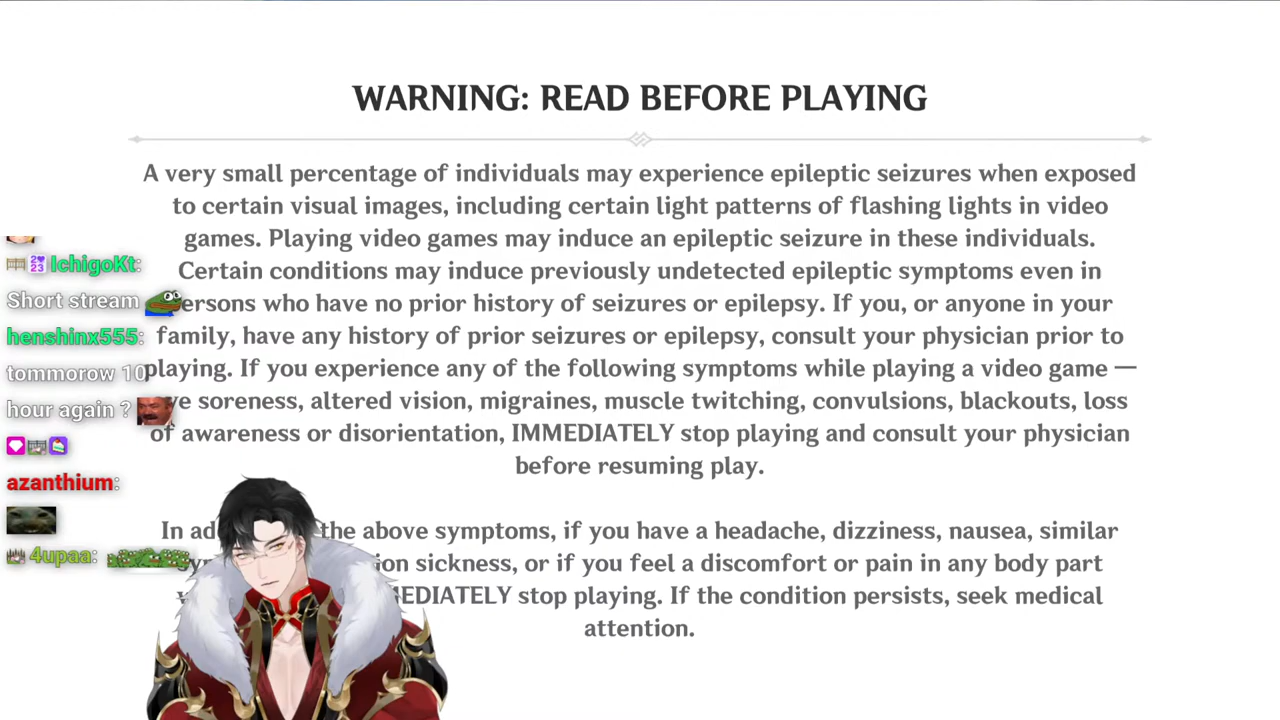 WARNING: READ BEFORE PLAYING
A very small percentage of individuals may experience epileptic seizures when exposed
to certain visual images, including certain light patterns of flashing lights in video
games. Playing video games may induce an epileptic seizure in these individuals.
Certain conditions may induce previously undetected epileptic symptoms even in
ersons who have no prior history of seizures or epilepsy. If you, or anyone in your
family, have any history of prior seizures or epilepsy, consult your physician prior to
playing. If you experience any of the following symptoms while playing a video game —
soreness, altered vision, migraines, muscle twitching, convulsions, blackouts, loss
of awareness or disorientation, IMMEDIATELY stop playing and consult your physician
before resuming play.
In the above symptoms, if you have a headache, dizziness, nausea, similar
sickness, or if you feel a discomfort or pain in any body part
EDIATELY stop playing. If the condition persists, seek medical
attention.
IchigoKt:
Short stream
henshinx555:
tommorow 10
hour again ?
azanthium:
4upaa: